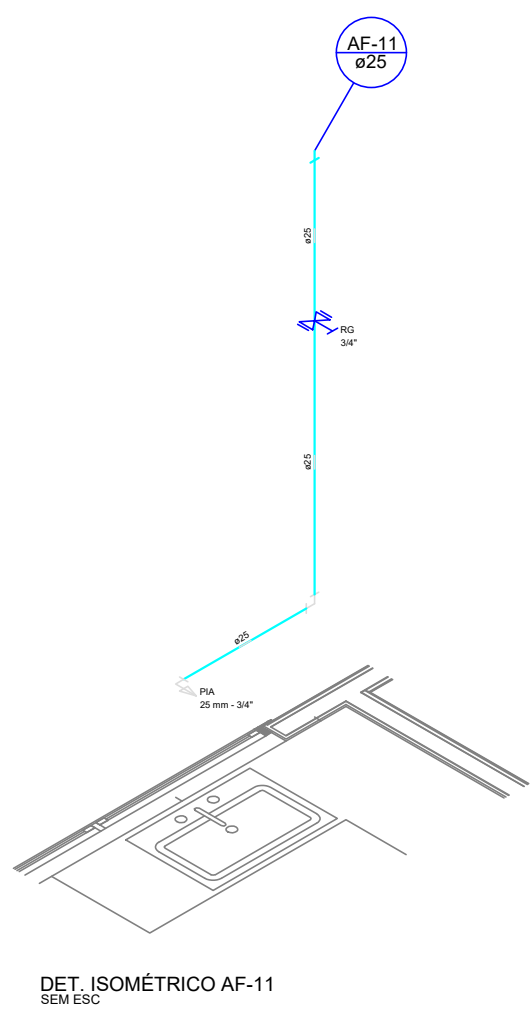 AF-11
ø25
ø25
RG
3/4"
ø25
ø25
PIA
25 mm - 3/4"
DET. ISOMÉTRICO AF-11
SEM ESC